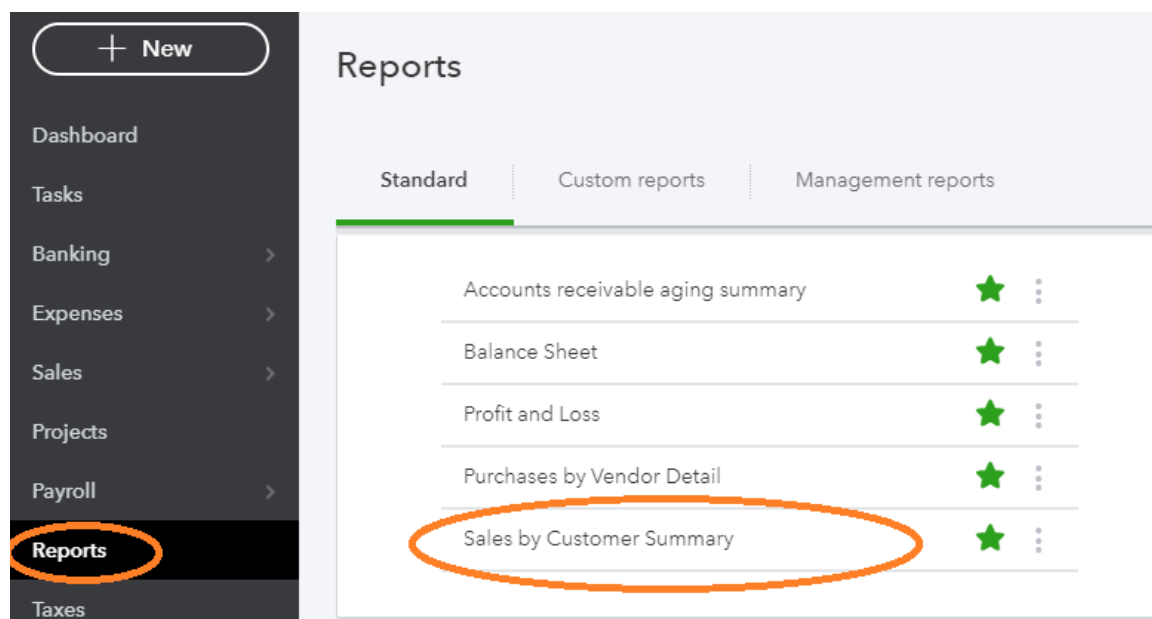 + New
Dashboard
Tasks
Banking
Expenses
Sales
Projects
Payroll
Reports
Taxes
Reports
Standard
Custom reports
Management reports
Accounts receivable aging summary
Balance Sheet
Profit and Loss
Purchases by Vendor Detail
Sales by Customer Summary